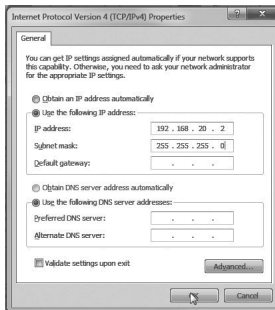 Internet Protocol Version 4 (TCP/IPv4) Properties
General
You can get IP settings assigned automatically if your network supports
this capability. Otherwise, you need to ask your network administrator
for the appropriate IP settings.
Obtain an IP address automatically
Use the following IP address:
IP address: 192 . 168 . 20 . 2
Subnet mask: 255 . 255 . 255 . 0
Default gateway: . . .
Obtain DNS server address automatically
Use the following DNS server addresses:
Preferred DNS server: . . .
Alternate DNS server: . . .
Validate settings upon exit
Advanced...
OK Cancel